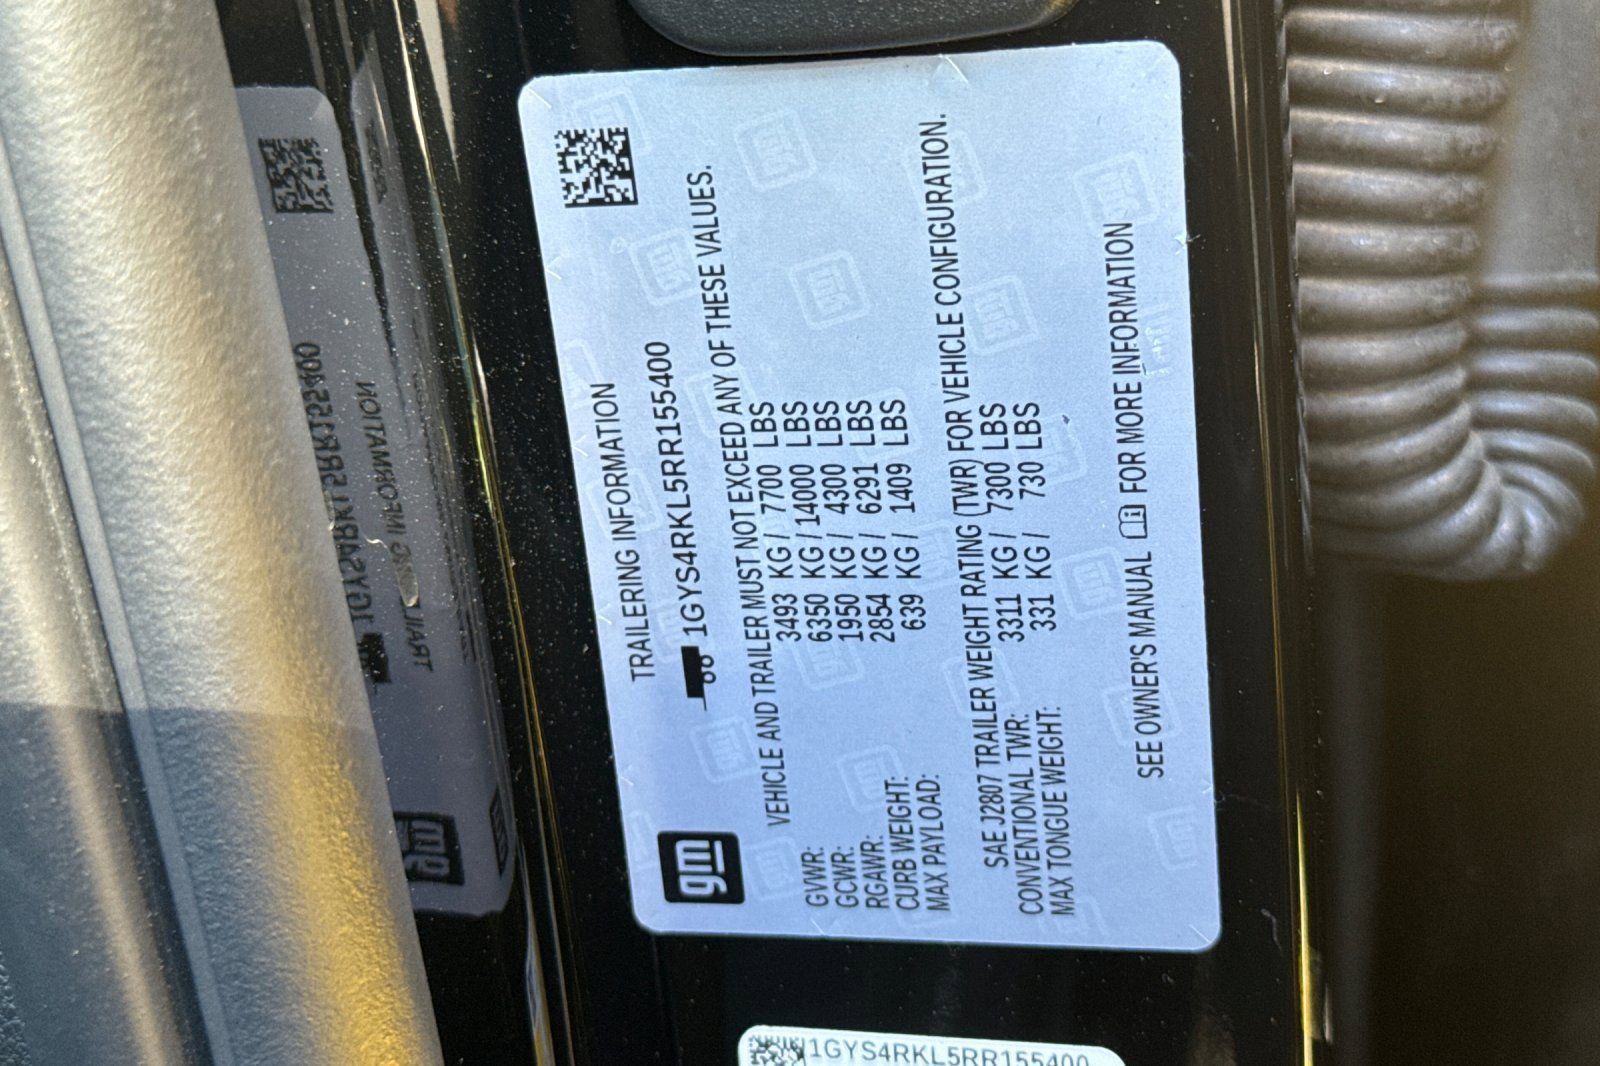 gm
TRAILERING INFORMATION
1GYS4RKL5RR155400
VEHICLE AND TRAILER MUST NOT EXCEED ANY OF THESE VALUES.
GVWR: 3493 KG / 7700 LBS
GCWR: 6350 KG / 14000 LBS
RGAWR: 1950 KG / 4300 LBS
CURB WEIGHT: 2854 KG / 6291 LBS
MAX PAYLOAD: 639 KG / 1409 LBS
SAE J2807 TRAILER WEIGHT RATING (TWR) FOR VEHICLE CONFIGURATION.
CONVENTIONAL TWR: 3311 KG / 7300 LBS
MAX TONGUE WEIGHT: 331 KG / 730 LBS
SEE OWNER'S MANUAL FOR MORE INFORMATION
1GYS4RKL5RR155400